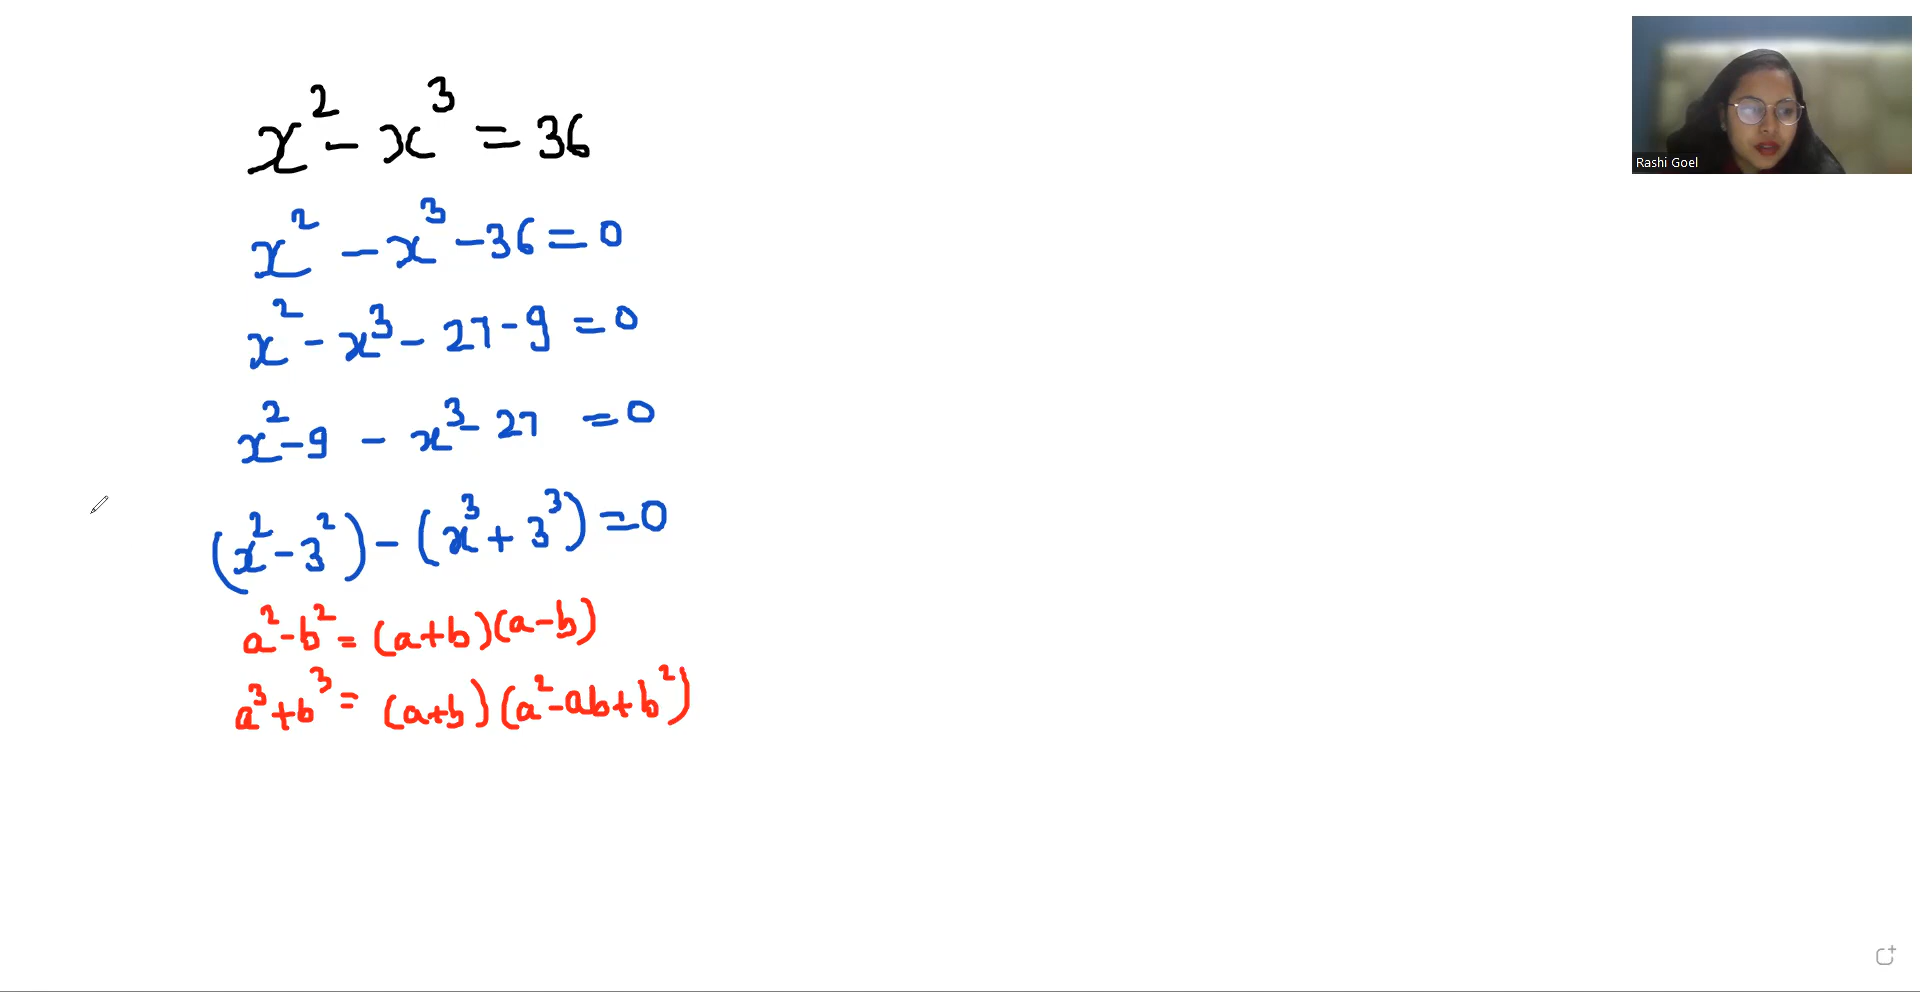 x² - x³ = 36
x² - x³ - 36 = 0
x² - x³ - 27 - 9 = 0
x² - 9 - x³ - 27 = 0
(x² - 3²) - (x³ + 3³) = 0
a² - b² = (a+b)(a-b)
a³ + b³ = (a+b)(a² - ab + b²)
Rashi Goel